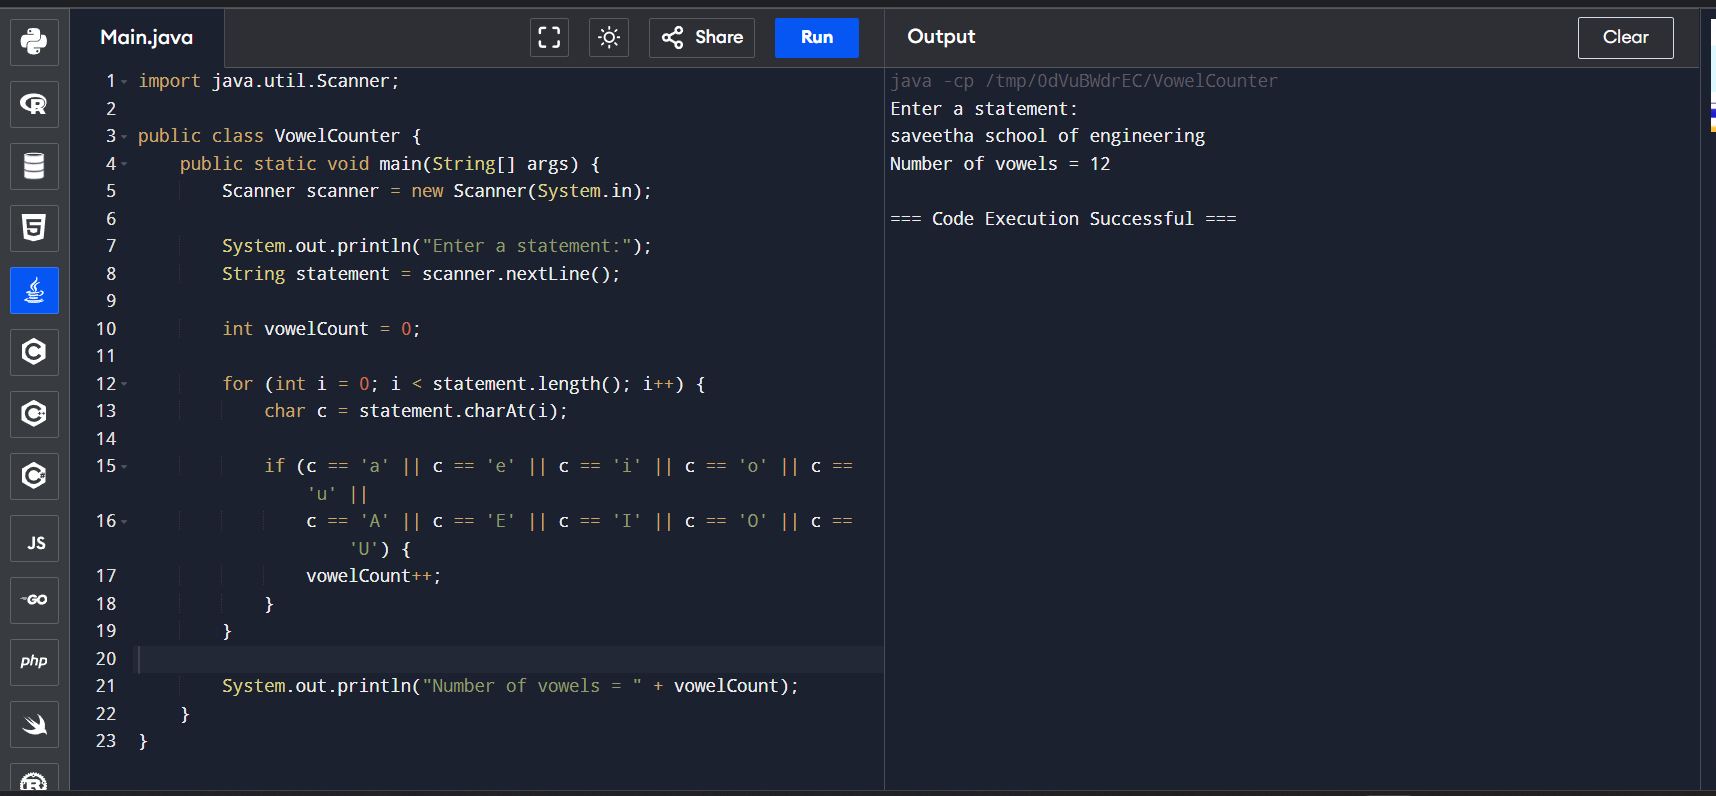 Main.java
Share
Run
Output
Clear
1 import java.util.Scanner;
2
3 public class VowelCounter {
4 public static void main(String[] args) {
5 Scanner scanner = new Scanner(System.in);
6
7 System.out.println("Enter a statement:");
8 String statement = scanner.nextLine();
9
10 int vowelCount = 0;
11
12 for (int i = 0; i < statement.length(); i++) {
13 char c = statement.charAt(i);
14
15 if (c == 'a' || c == 'e' || c == 'i' || c == 'o' || c ==
'u' ||
16 c == 'A' || c == 'E' || c == 'I' || c == 'O' || c ==
'U') {
17 vowelCount++;
18 }
19 }
20
21 System.out.println("Number of vowels = " + vowelCount);
22 }
23 }
java -cp /tmp/0dVuBWdrEC/VowelCounter
Enter a statement:
saveetha school of engineering
Number of vowels = 12
=== Code Execution Successful ===
R
5
C
C
C
JS
GO
php
R